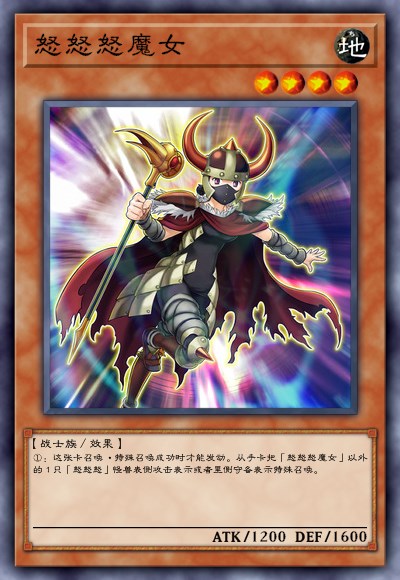 怒怒怒魔女
地
【战士族/效果】
①：这张卡召唤·特殊召唤成功时才能发动。从手卡把「怒怒怒魔女」以外
的1只「怒怒怒」怪兽表侧攻击表示或者里侧守备表示特殊召唤。
ATK/1200 DEF/1600